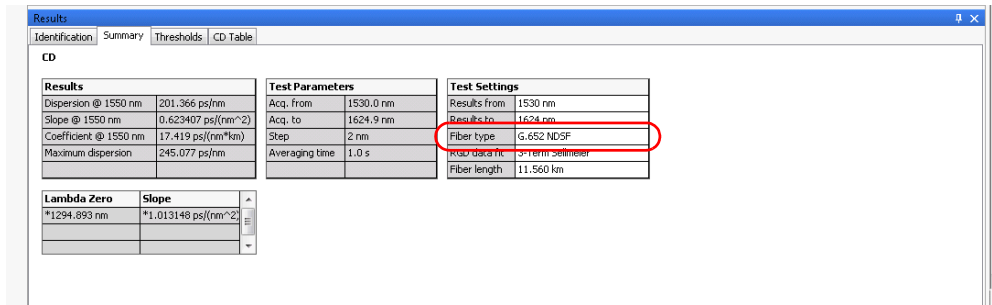 Results
Identification Summary Thresholds CD Table
CD
Results
Dispersion @ 1550 nm 201.366 ps/nm
Slope @ 1550 nm 0.623407 ps/(nm^2)
Coefficient @ 1550 nm 17.419 ps/(nm*km)
Maximum dispersion 245.077 ps/nm
Test Parameters
Acq. from 1530.0 nm
Acq. to 1624.9 nm
Step 2 nm
Averaging time 1.0 s
Test Settings
Results from 1530 nm
Results to 1624 nm
Fiber type G.652 NDSF
RGD data fit 3-Term Sellmeier
Fiber length 11.560 km
Lambda Zero Slope
*1294.893 nm *1.013148 ps/(nm^2)